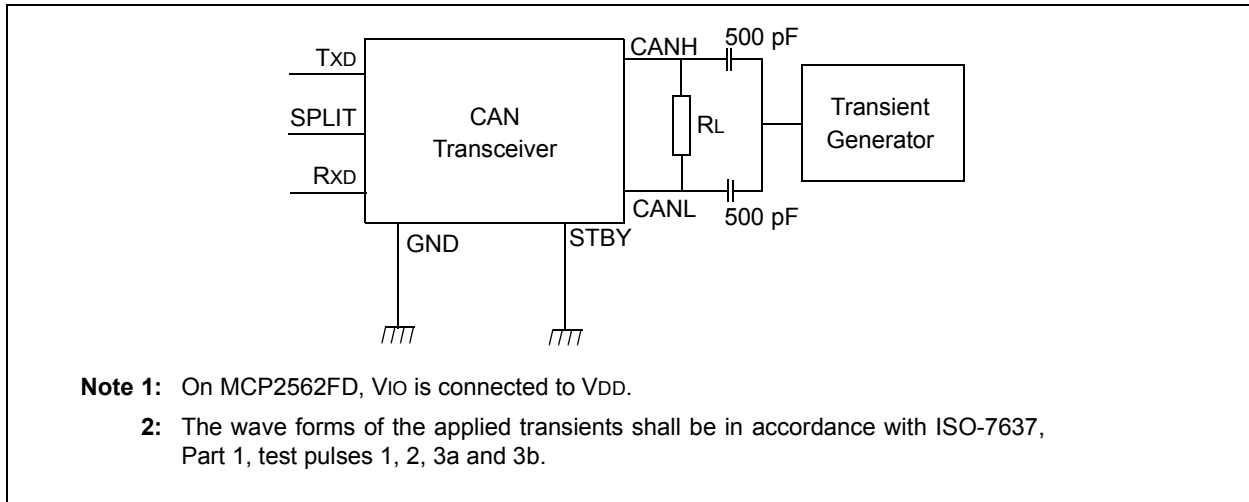 500 pF
CANH
TXD
SPLIT
CAN
Transceiver
RL
Transient
Generator
RXD
CANL
500 pF
GND
STBY
Note 1: On MCP2562FD, VIO is connected to VDD.
2: The wave forms of the applied transients shall be in accordance with ISO-7637,
Part 1, test pulses 1, 2, 3a and 3b.